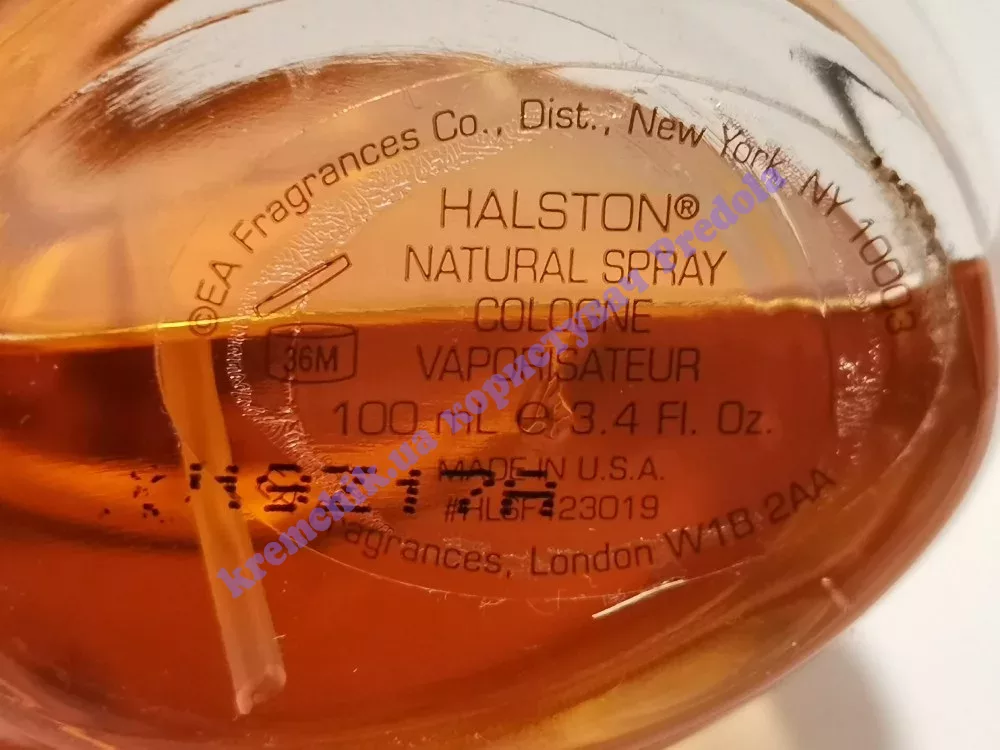 ©EA Fragrances Co., Dist., New York, NY 10003
HALSTON®
NATURAL SPRAY
COLOGNE
VAPORISATEUR
36M
100 ML ℮ 3.4 Fl. Oz.
MADE IN U.S.A.
Fragrances, London W1B 2AA
kremchik.ua користувач Predola